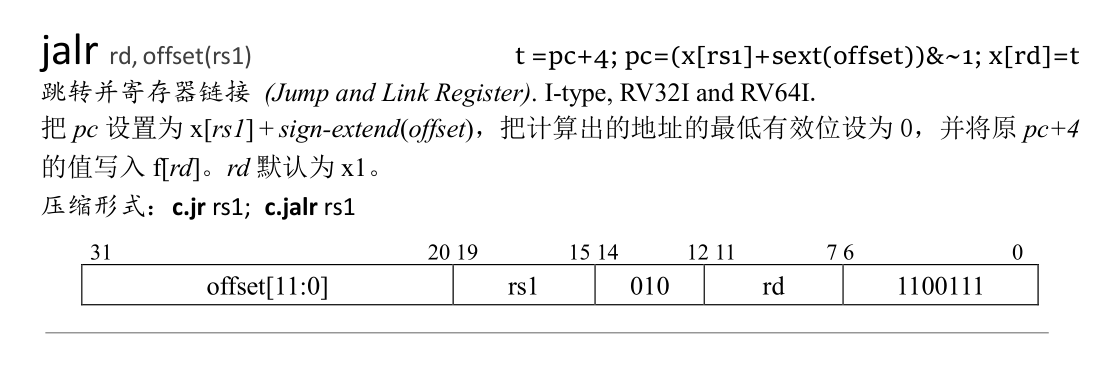 jalr rd, offset(rs1) t =pc+4; pc=(x[rs1]+sext(offset))&~1; x[rd]=t
跳转并寄存器链接 (Jump and Link Register). I-type, RV32I and RV64I.
把 pc 设置为 x[rs1] + sign-extend(offset)，把计算出的地址的最低有效位设为 0，并将原 pc+4
的值写入 f[rd]。rd 默认为 x1。
压缩形式：c.jr rs1; c.jalr rs1
31 20 19 15 14 12 11 7 6 0
offset[11:0] rs1 010 rd 1100111